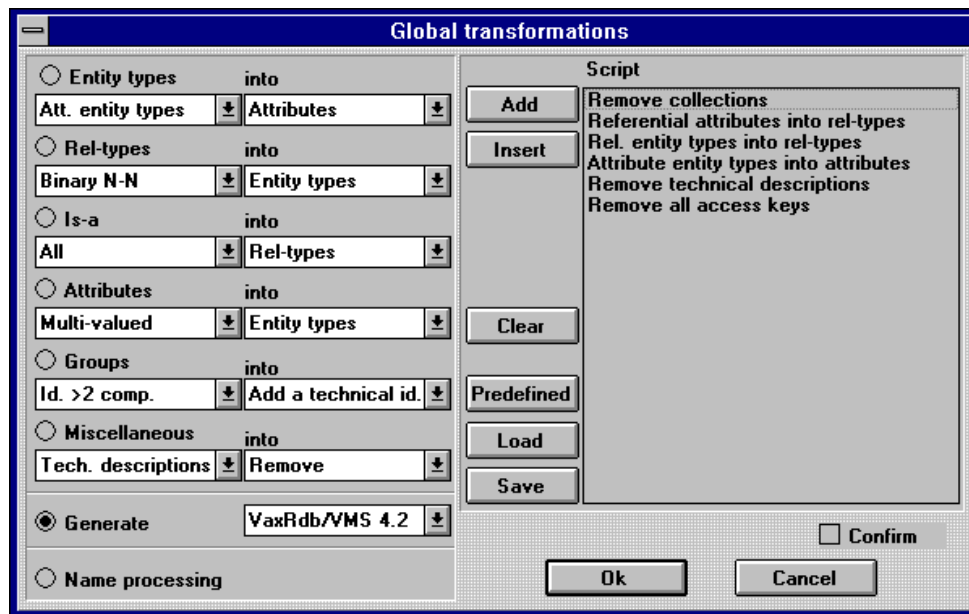 Global transformations
Entity types into
Att. entity types Attributes
Rel-types into
Binary N-N Entity types
Is-a into
All Rel-types
Attributes into
Multi-valued Entity types
Groups into
Id. >2 comp. Add a technical id.
Miscellaneous into
Tech. descriptions Remove
Generate VaxRdb/VMS 4.2
Name processing
Add
Insert
Clear
Predefined
Load
Save
Script
Remove collections
Referential attributes into rel-types
Rel. entity types into rel-types
Attribute entity types into attributes
Remove technical descriptions
Remove all access keys
Confirm
Ok Cancel